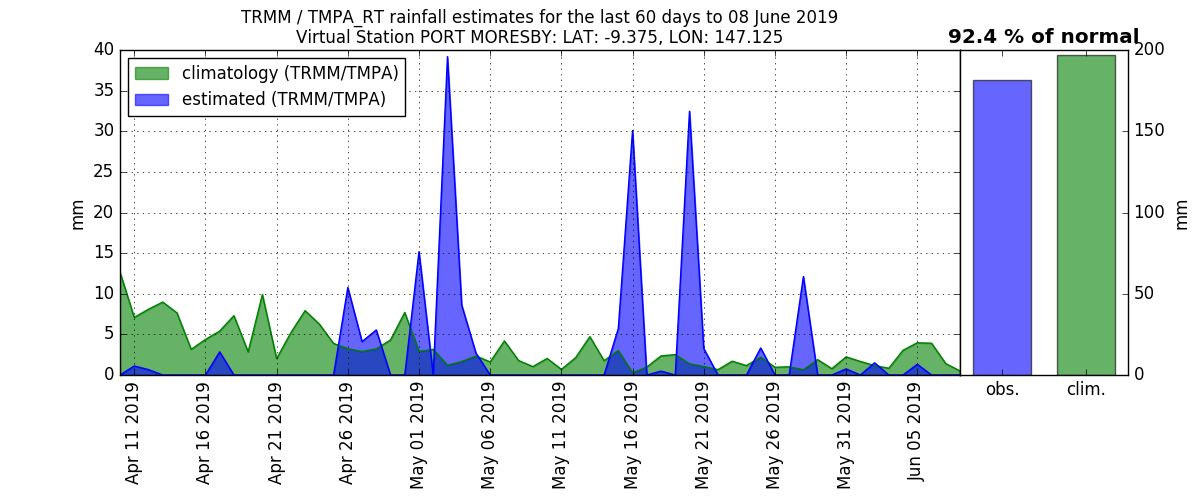 TRMM / TMPA_RT rainfall estimates for the last 60 days to 08 June 2019
Virtual Station PORT MORESBY: LAT: -9.375, LON: 147.125
92.4 % of normal
climatology (TRMM/TMPA)
estimated (TRMM/TMPA)
mm
40
35
30
25
20
15
10
5
0
Apr 11 2019
Apr 16 2019
Apr 21 2019
Apr 26 2019
May 01 2019
May 06 2019
May 11 2019
May 16 2019
May 21 2019
May 26 2019
May 31 2019
Jun 05 2019
obs.
clim.
200
150
100
50
0
mm